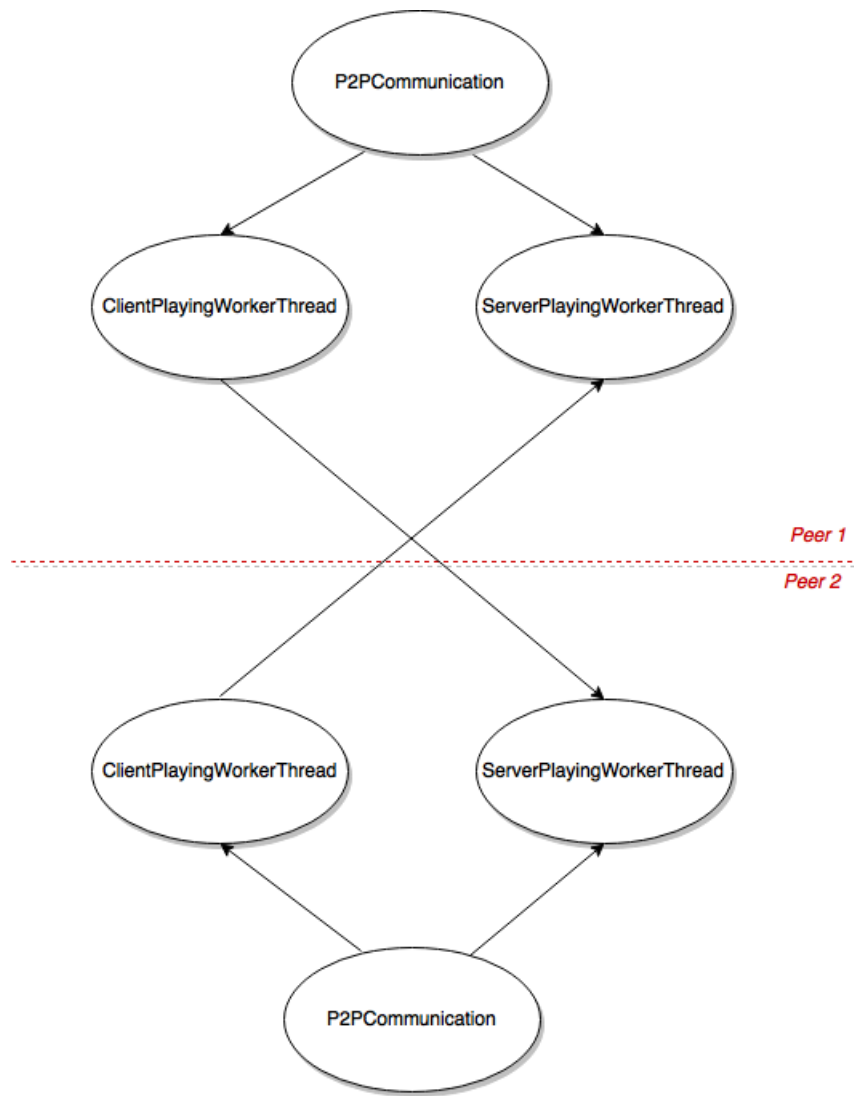 P2PCommunication
ClientPlayingWorkerThread
ServerPlayingWorkerThread
Peer 1
Peer 2
ClientPlayingWorkerThread
ServerPlayingWorkerThread
P2PCommunication